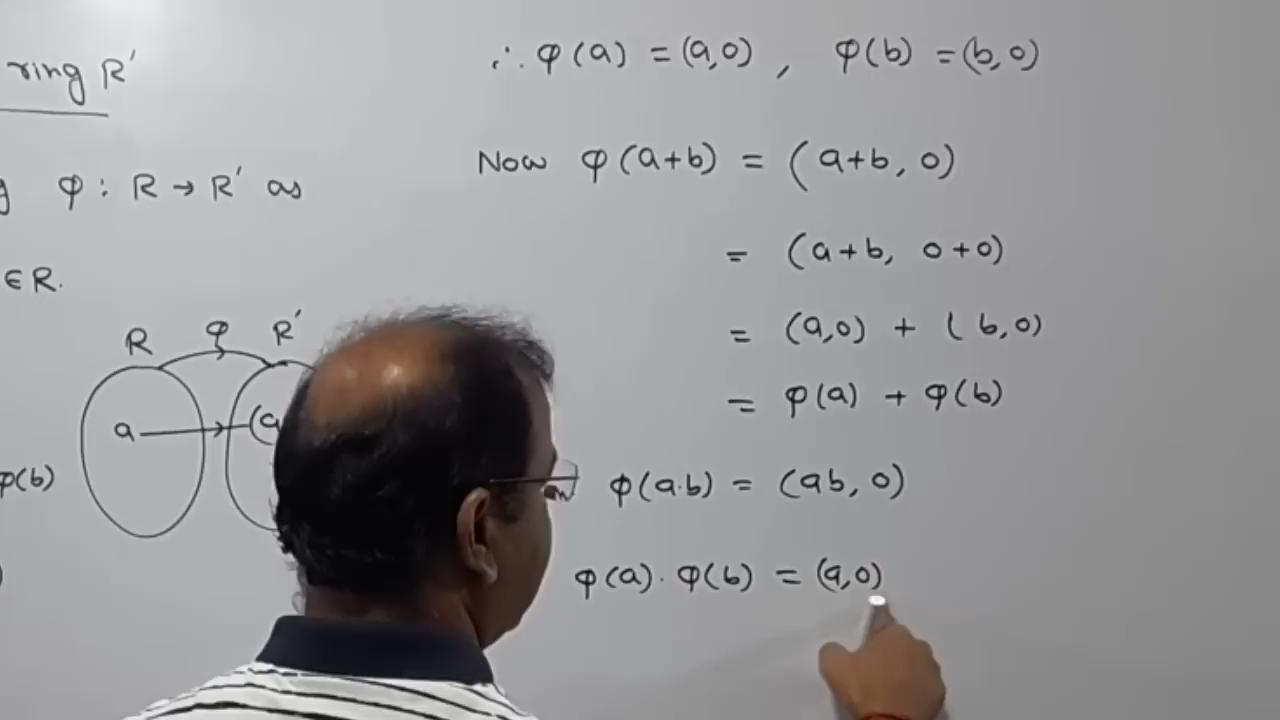 ring R′
φ : R → R′ as
∈ R.
R φ R′
a (a
φ(b)
)
∴ φ(a) = (a,0) , φ(b) = (b,0)
Now φ(a+b) = (a+b, 0)
= (a+b, 0+0)
= (a,0) + (b,0)
= φ(a) + φ(b)
φ(a·b) = (ab, 0)
φ(a). φ(b) = (a,0)